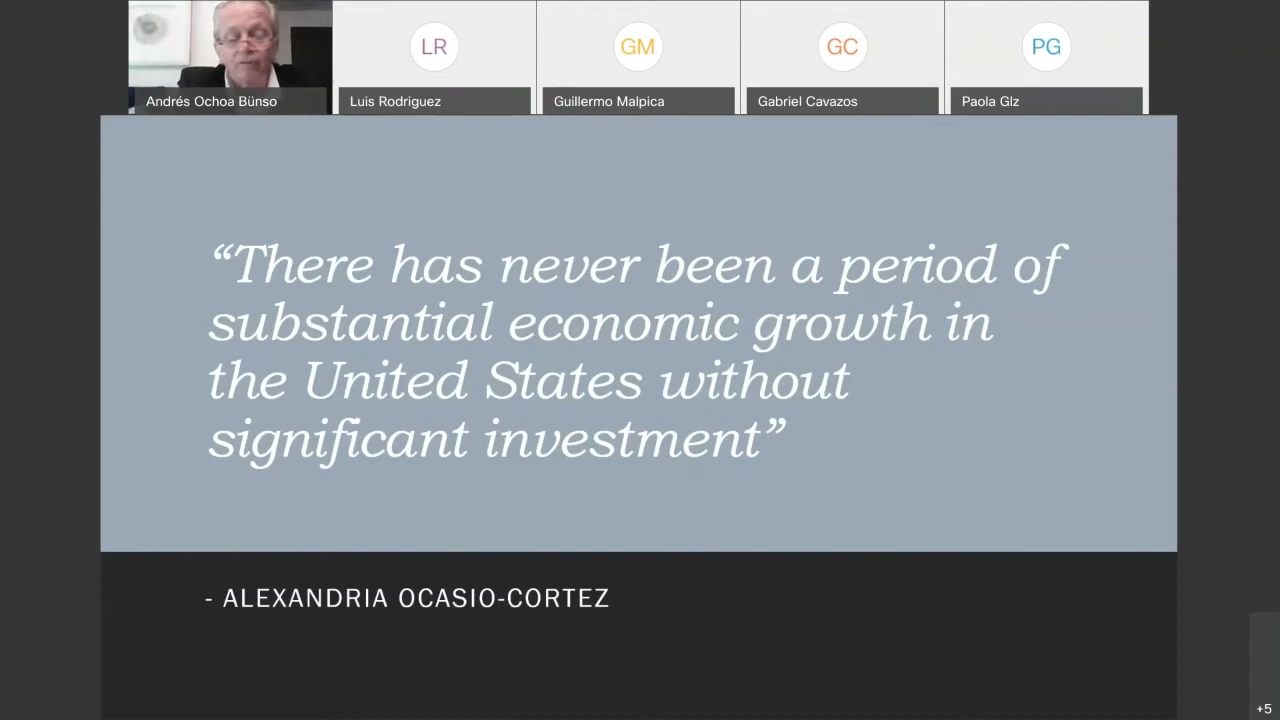 LR
GM
GC
PG
Andrés Ochoa Bünso
Luis Rodriguez
Guillermo Malpica
Gabriel Cavazos
Paola Glz
“There has never been a period of
substantial economic growth in
the United States without
significant investment”
- ALEXANDRIA OCASIO-CORTEZ
+5